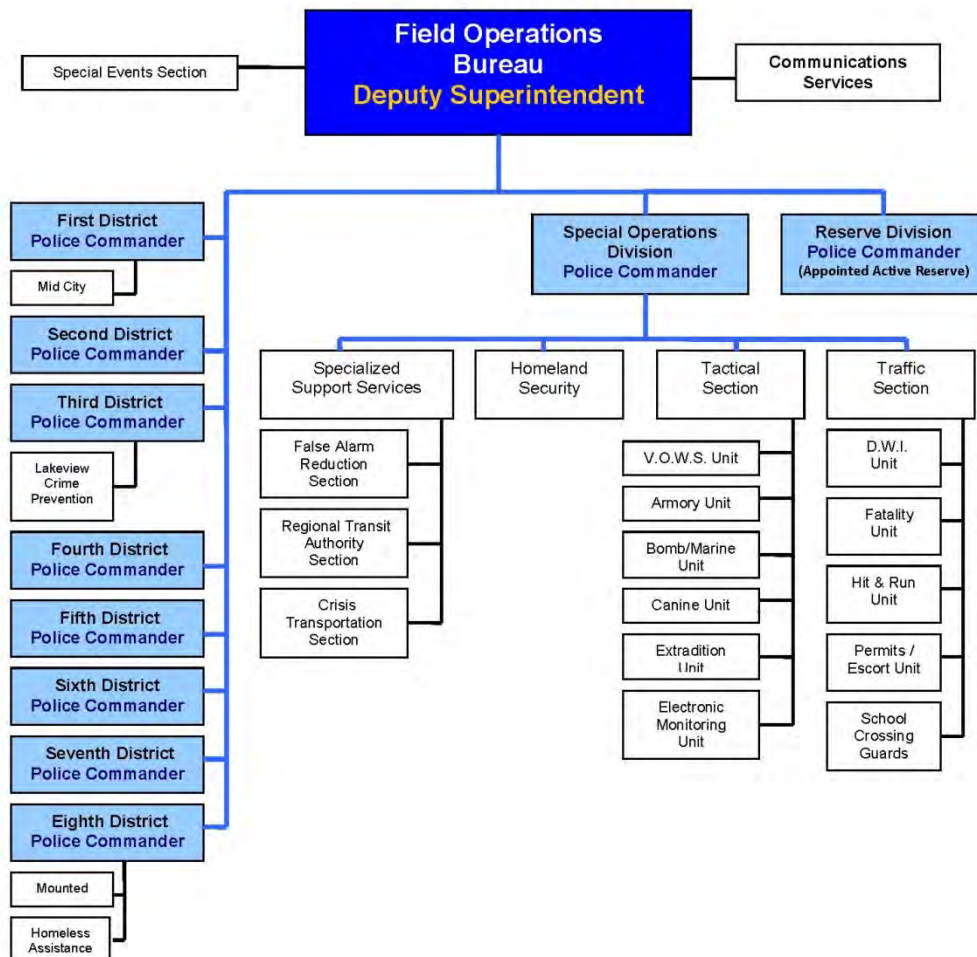 Field Operations
Bureau
Deputy Superintendent
Special Events Section
Communications
Services
First District
Police Commander
Mid City
Second District
Police Commander
Third District
Police Commander
Lakeview
Crime
Prevention
Fourth District
Police Commander
Fifth District
Police Commander
Sixth District
Police Commander
Seventh District
Police Commander
Eighth District
Police Commander
Mounted
Homeless
Assistance
Special Operations
Division
Police Commander
Reserve Division
Police Commander
(Appointed Active Reserve)
Specialized
Support Services
False Alarm
Reduction
Section
Regional Transit
Authority
Section
Crisis
Transportation
Section
Homeland
Security
Tactical
Section
V.O.W.S. Unit
Armory Unit
Bomb/Marine
Unit
Canine Unit
Extradition
Unit
Electronic
Monitoring
Unit
Traffic
Section
D.W.I.
Unit
Fatality
Unit
Hit & Run
Unit
Permits /
Escort Unit
School
Crossing
Guards